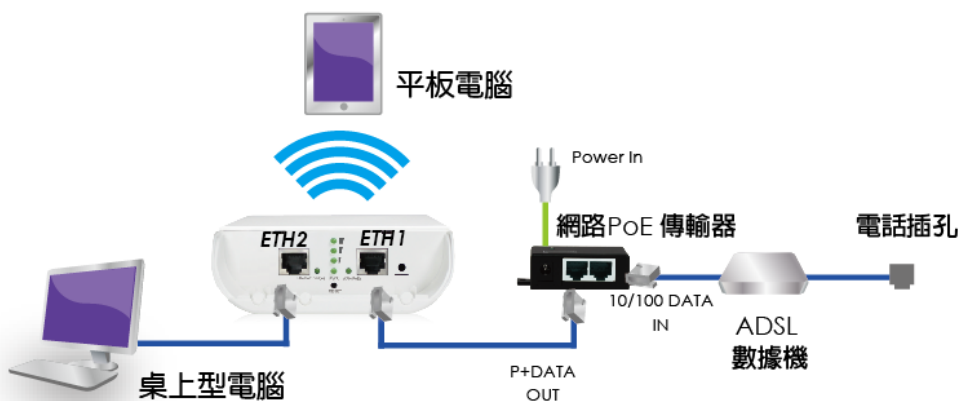 平板電腦
Power In
網路PoE 傳輸器
電話插孔
ETH2
ETH1
10/100 DATA
IN
ADSL
數據機
P+DATA
OUT
桌上型電腦